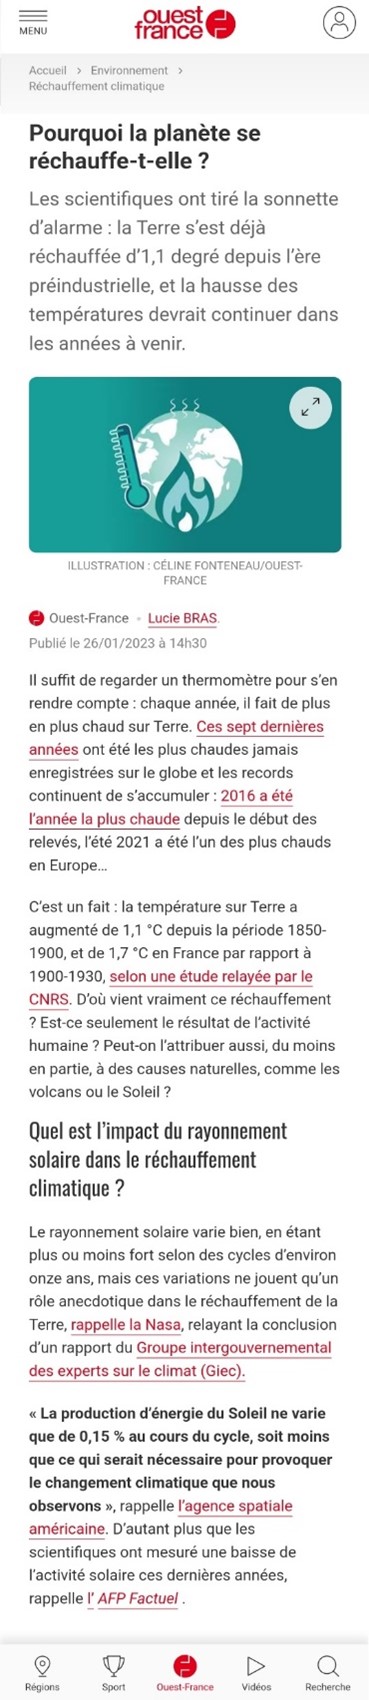 MENU
ouest
france
Accueil > Environnement >
Réchauffement climatique
Pourquoi la planète se
réchauffe-t-elle ?
Les scientifiques ont tiré la sonnette
d’alarme : la Terre s’est déjà
réchauffée d’1,1 degré depuis l’ère
préindustrielle, et la hausse des
températures devrait continuer dans
les années à venir.
ILLUSTRATION : CÉLINE FONTENEAU/OUEST-
FRANCE
Ouest-France • Lucie BRAS.
Publié le 26/01/2023 à 14h30
Il suffit de regarder un thermomètre pour s’en
rendre compte : chaque année, il fait de plus
en plus chaud sur Terre. Ces sept dernières
années ont été les plus chaudes jamais
enregistrées sur le globe et les records
continuent de s’accumuler : 2016 a été
l’année la plus chaude depuis le début des
relevés, l’été 2021 a été l’un des plus chauds
en Europe…
C’est un fait : la température sur Terre a
augmenté de 1,1 °C depuis la période 1850-
1900, et de 1,7 °C en France par rapport à
1900-1930, selon une étude relayée par le
CNRS. D’où vient vraiment ce réchauffement
? Est-ce seulement le résultat de l’activité
humaine ? Peut-on l’attribuer aussi, du moins
en partie, à des causes naturelles, comme les
volcans ou le Soleil ?
Quel est l’impact du rayonnement
solaire dans le réchauffement
climatique ?
Le rayonnement solaire varie bien, en étant
plus ou moins fort selon des cycles d’environ
onze ans, mais ces variations ne jouent qu’un
rôle anecdotique dans le réchauffement de la
Terre, rappelle la Nasa, relayant la conclusion
d’un rapport du Groupe intergouvernemental
des experts sur le climat (Giec).
« La production d’énergie du Soleil ne varie
que de 0,15 % au cours du cycle, soit moins
que ce qui serait nécessaire pour provoquer
le changement climatique que nous
observons », rappelle l’agence spatiale
américaine. D’autant plus que les
scientifiques ont mesuré une baisse de
l’activité solaire ces dernières années,
rappelle l’ AFP Factuel .
Régions Sport Ouest-France Vidéos Recherche